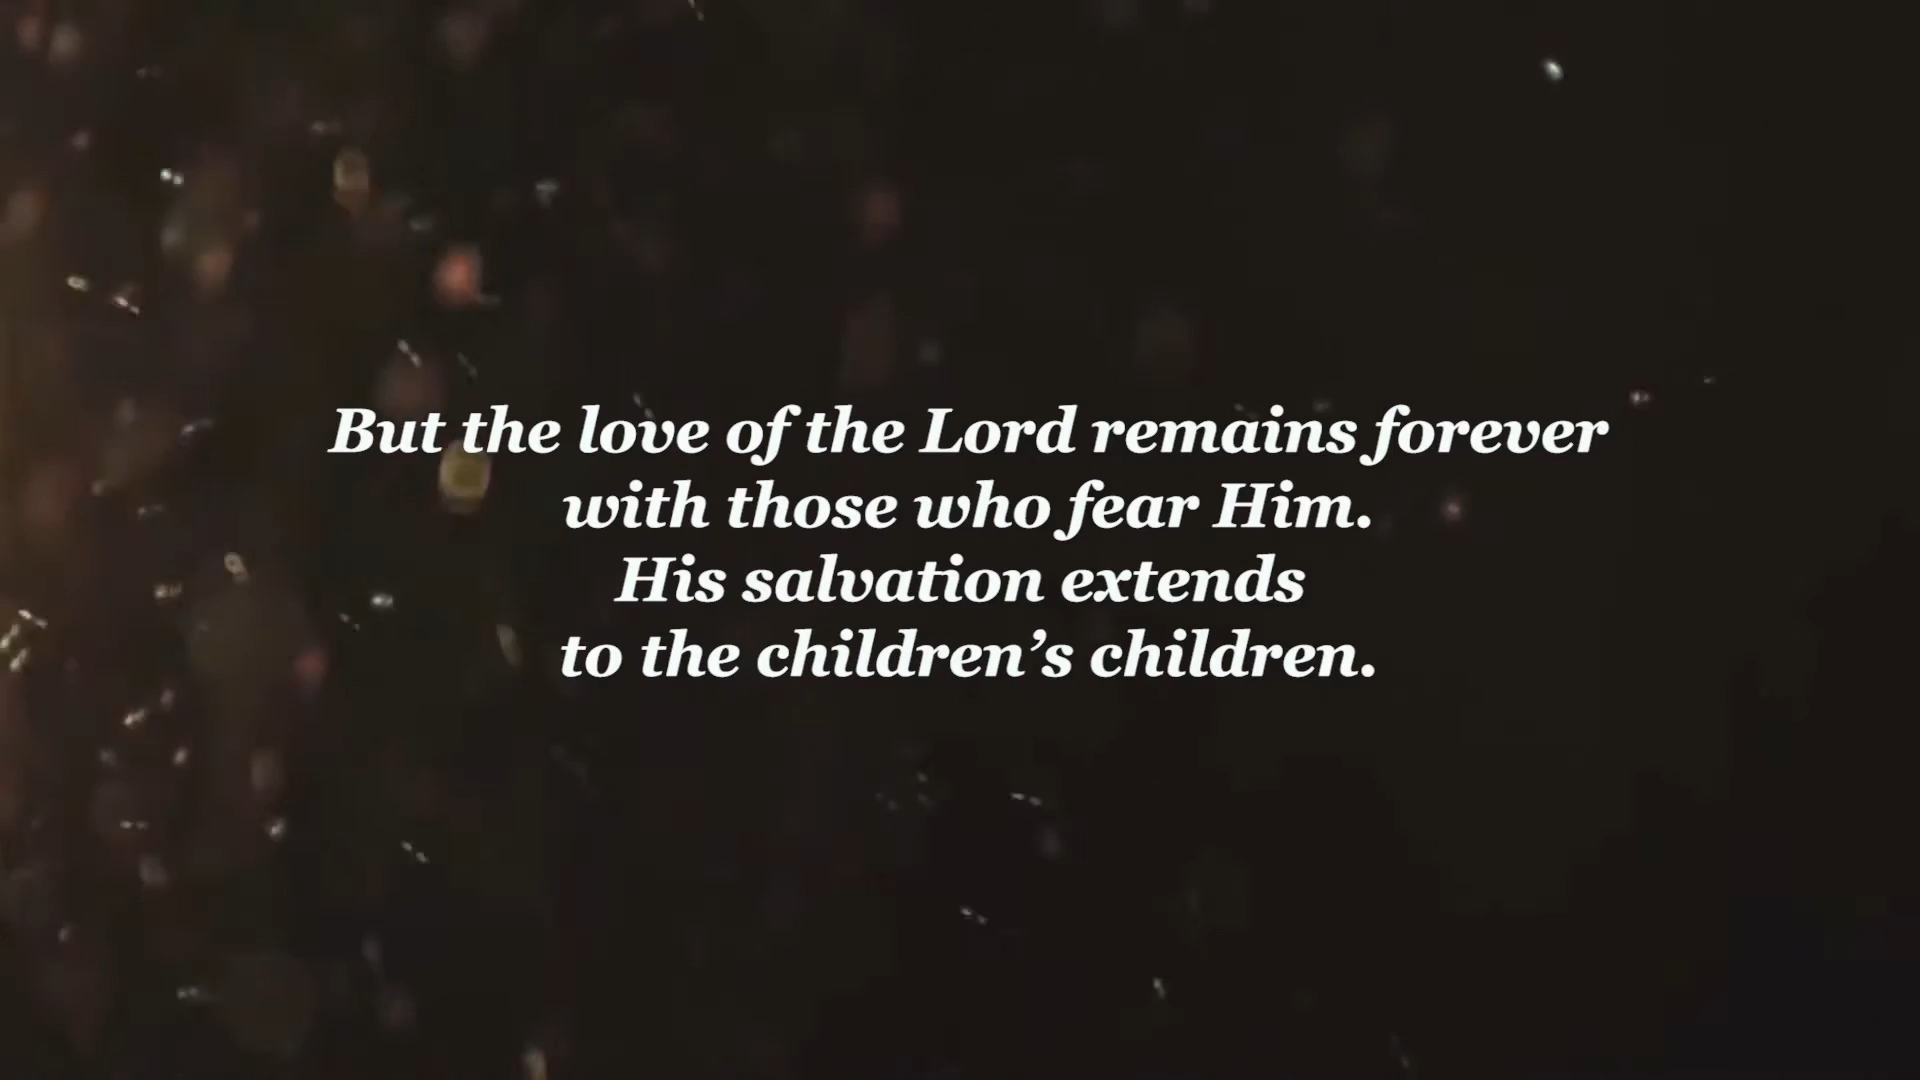 But the love of the Lord remains forever
with those who fear Him.
His salvation extends
to the children’s children.